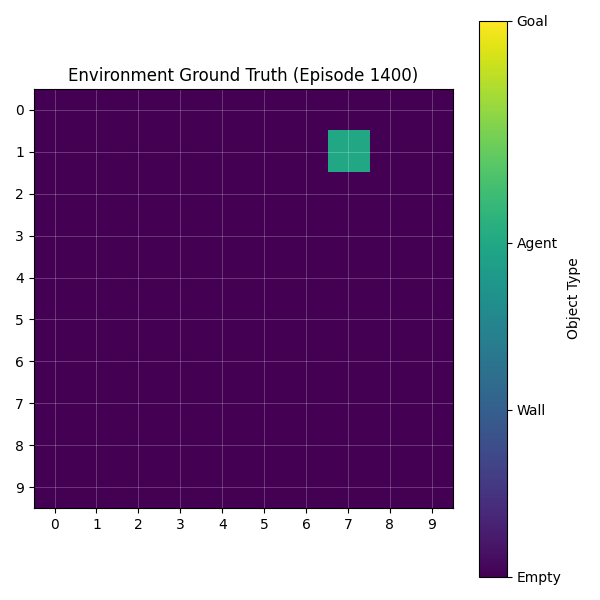 Environment Ground Truth (Episode 1400)
Goal
0
1
2
3
4
5
6
7
8
9
Agent
Wall
Empty
Object Type
0 1 2 3 4 5 6 7 8 9